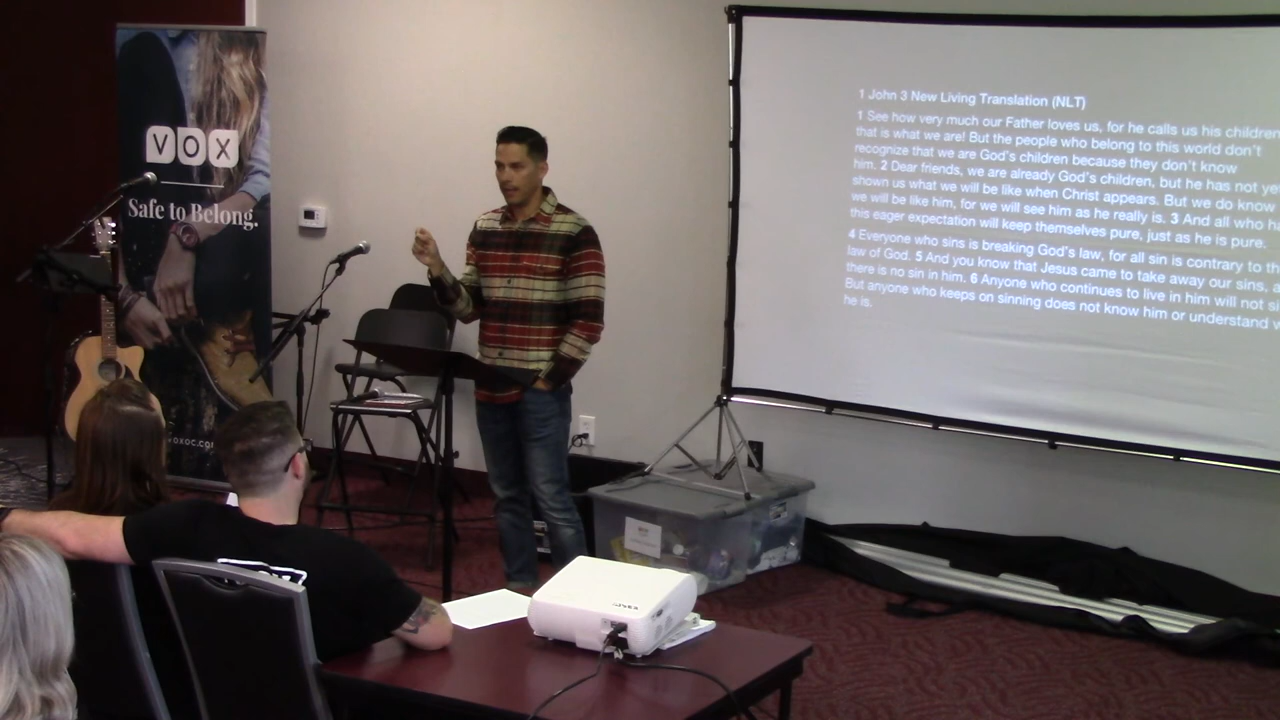 VOX
Safe to Belong.
1 John 3 New Living Translation (NLT)
1 See how very much our Father loves us, for he calls us his children
that is what we are! But the people who belong to this world don't
recognize that we are God's children because they don't know
him. 2 Dear friends, we are already God's children, but he has not ye
shown us what we will be like when Christ appears. But we do know
we will be like him, for we will see him as he really is. 3 And all who ha
this eager expectation will keep themselves pure, just as he is pure.
4 Everyone who sins is breaking God's law, for all sin is contrary to th
law of God. 5 And you know that Jesus came to take away our sins, a
there is no sin in him. 6 Anyone who continues to live in him will not si
But anyone who keeps on sinning does not know him or understand w
he is.